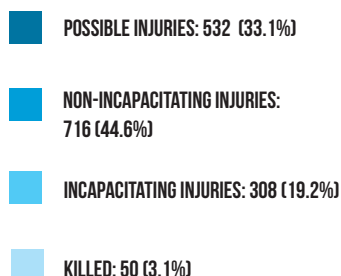 POSSIBLE INJURIES: 532 (33.1%)
NON-INCAPACITATING INJURIES:
716 (44.6%)
INCAPACITATING INJURIES: 308 (19.2%)
KILLED: 50 (3.1%)